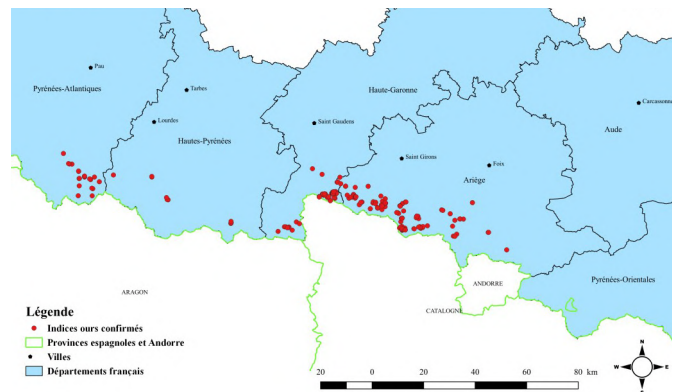 Pau
Tarbes
Pyrénées-Atlantiques
Haute-Garonne
Carcassonne
Lourdes
Saint Gaudens
Aude
Hautes-Pyrénées
Saint Girons
Foix
Ariège
ARAGON
ANDORRE
Pyrénées-Orientales
CATALOGNE
Légende
Indices ours confirmés
Provinces espagnoles et Andorre
Villes
Départements français
N
W E
S
20 0 20 40 60 80 km